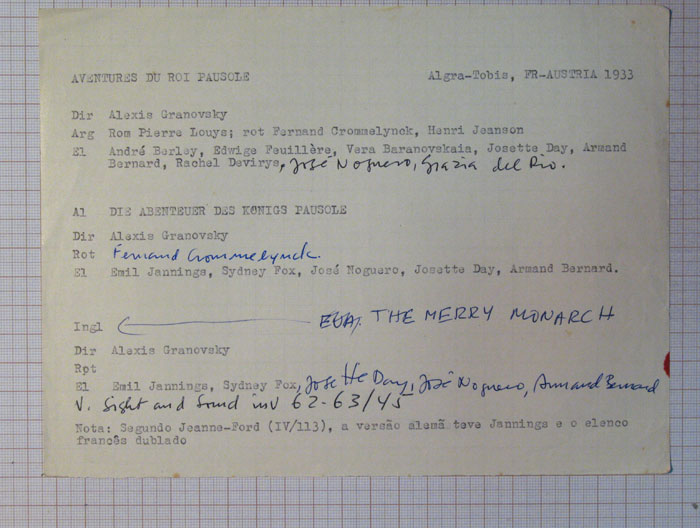 AVENTURES DU ROI PAUSOLE Algra-Tobis, FR-AUSTRIA 1933
Dir Alexis Granovsky
Arg Rom Pierre Louys; rot Fernand Crommelynck, Henri Jeanson
El André Berley, Edwige Feuillère, Vera Baranovskaia, Josette Day, Armand
Bernard, Rachel Devirys, José Noguero, Grazia del Rio.
Al DIE ABENTEUER DES KÖNIGS PAUSOLE
Dir Alexis Granovsky
Rot Fernand Crommelynck.
El Emil Jannings, Sydney Fox, José Noguero, Josette Day, Armand Bernard.
Ingl THE MERRY MONARCH
Dir Alexis Granovsky
Rpt
El Emil Jannings, Sydney Fox, Josette Day, José Noguero, Armand Bernard
V. Sight and Sound inv 62-63/45
Nota: Segundo Jeanne-Ford (IV/113), a versão alemã teve Jannings e o elenco
francês dublado